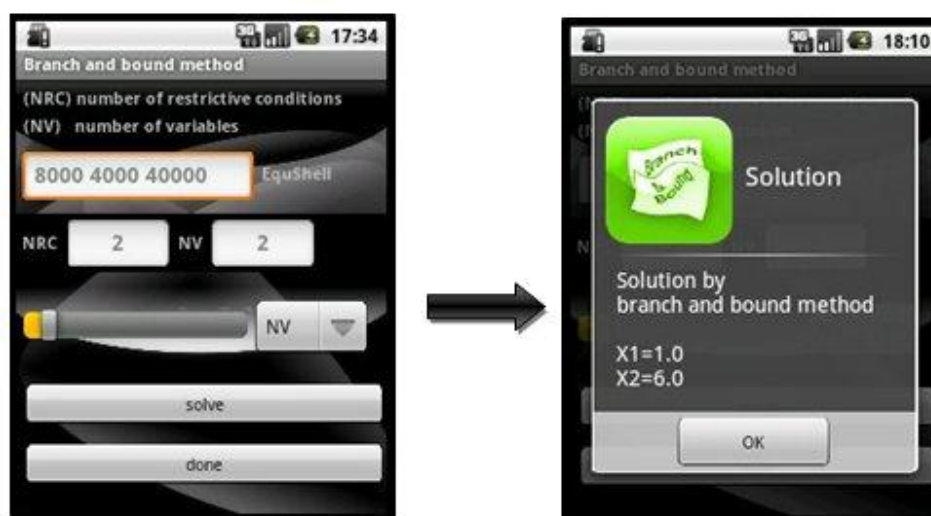 17:34
Branch and bound method
(NRC) number of restrictive conditions
(NV) number of variables
8000 4000 40000 EquShell
NRC 2 NV 2
NV
solve
done
18:10
Branch and bound method
Branch
&
Bound
Solution
Solution by
branch and bound method
X1=1.0
X2=6.0
OK